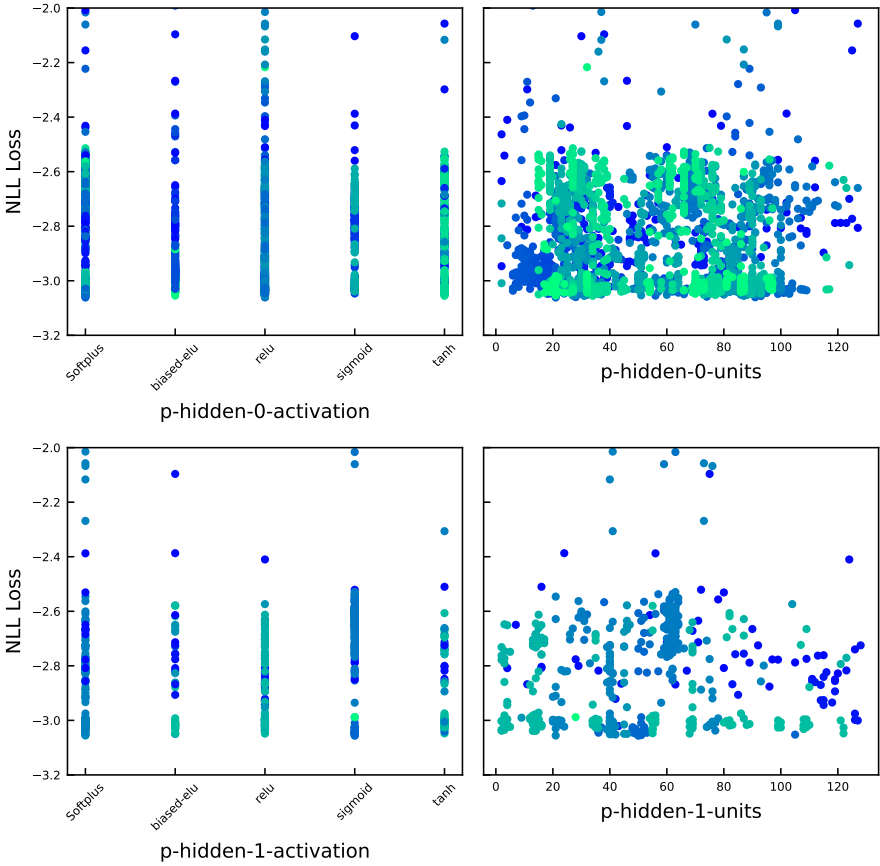 NLL Loss
−2.0
−2.2
−2.4
−2.6
−2.8
−3.0
−3.2
Softplus
biased-elu
relu
sigmoid
tanh
p-hidden-0-activation
0 20 40 60 80 100 120
p-hidden-0-units
NLL Loss
−2.0
−2.2
−2.4
−2.6
−2.8
−3.0
−3.2
Softplus
biased-elu
relu
sigmoid
tanh
p-hidden-1-activation
0 20 40 60 80 100 120
p-hidden-1-units